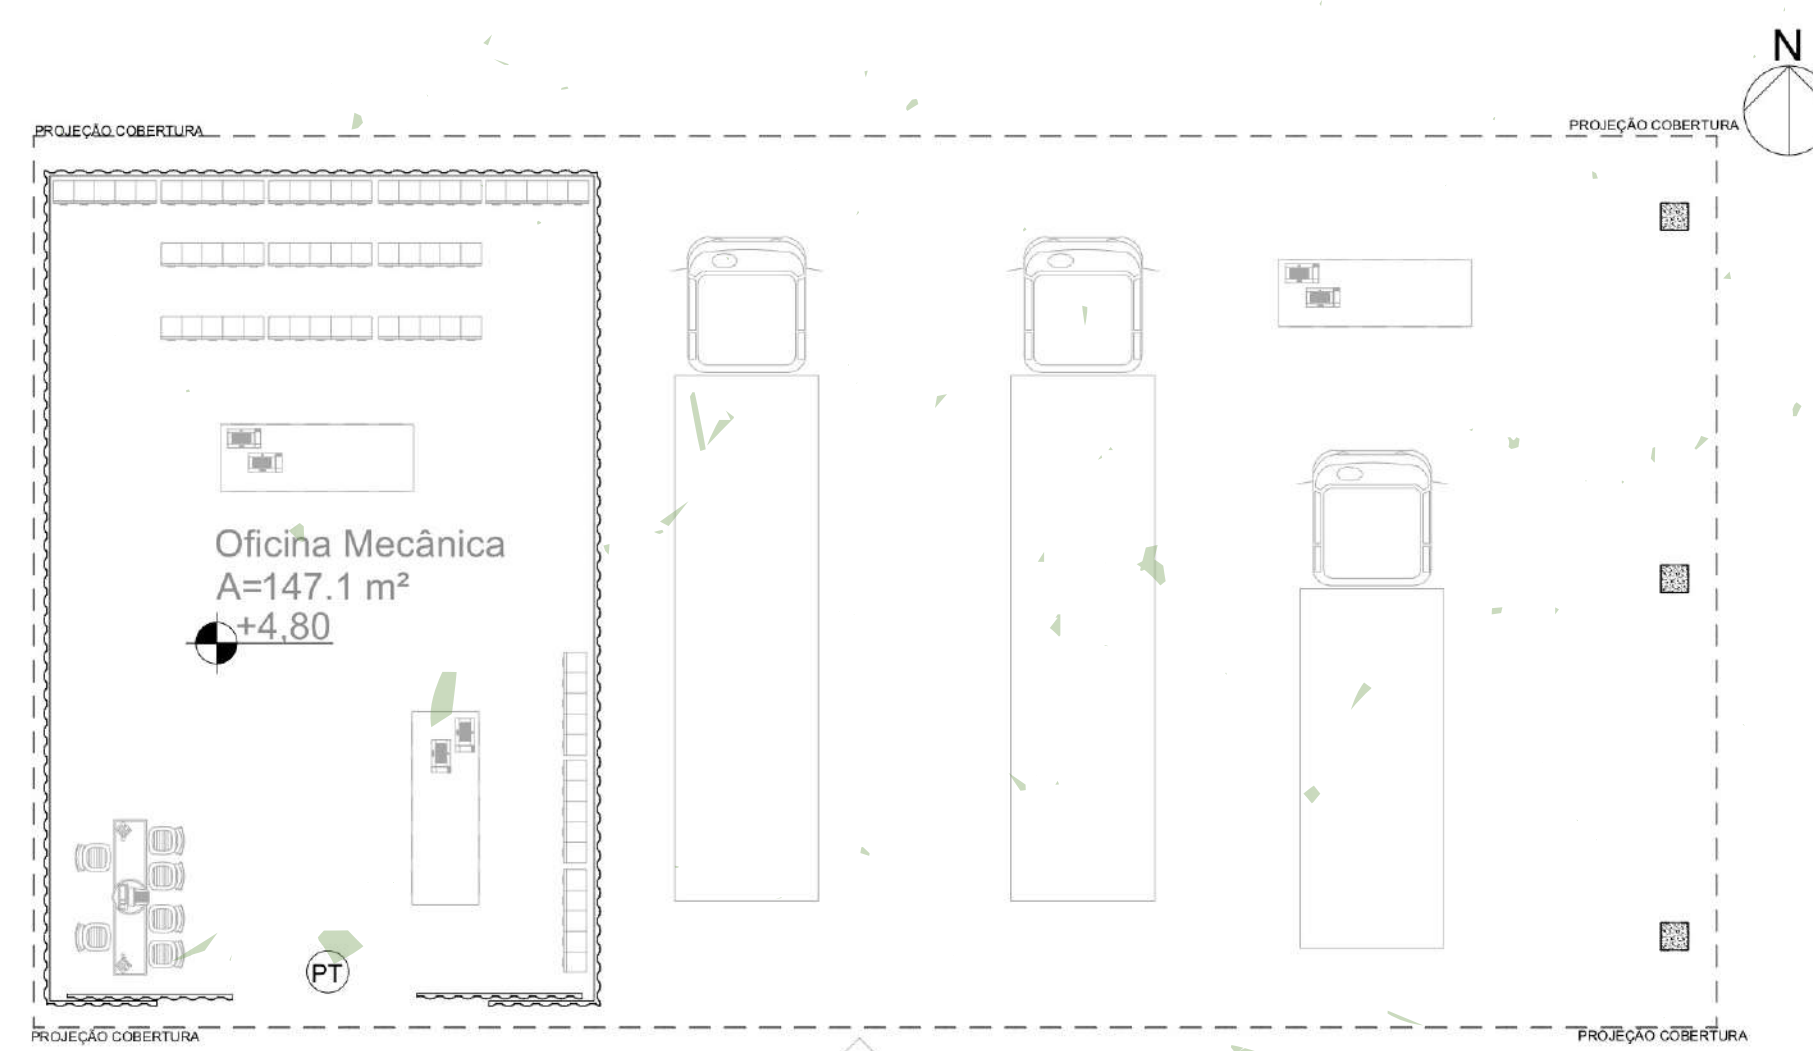 N
PROJEÇÃO COBERTURA
PROJEÇÃO COBERTURA
Oficina Mecânica
A=147.1 m²
+4,80
PT
PROJEÇÃO COBERTURA
PROJEÇÃO COBERTURA